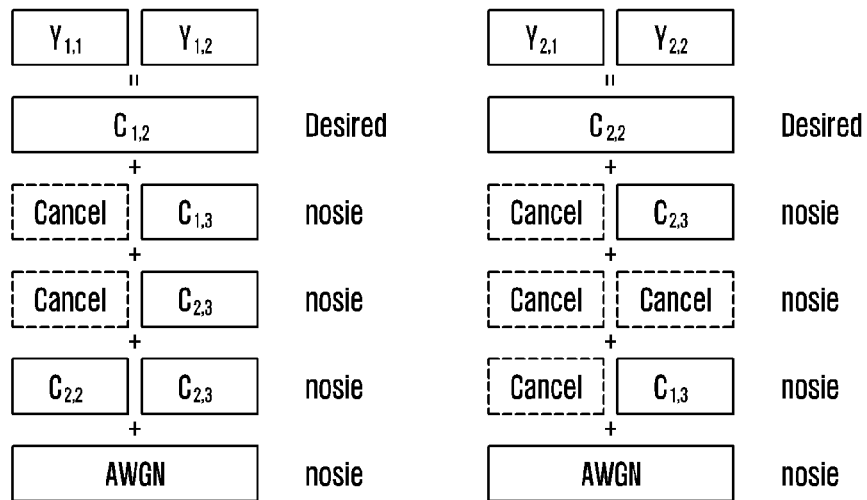 Y1,1 Y1,2 Y2,1 Y2,2
= =
C1,2 Desired C2,2 Desired
+ +
Cancel C1,3 nosie Cancel C2,3 nosie
+ +
Cancel C2,3 nosie Cancel Cancel nosie
+ +
C2,2 C2,3 nosie Cancel C1,3 nosie
+ +
AWGN nosie AWGN nosie